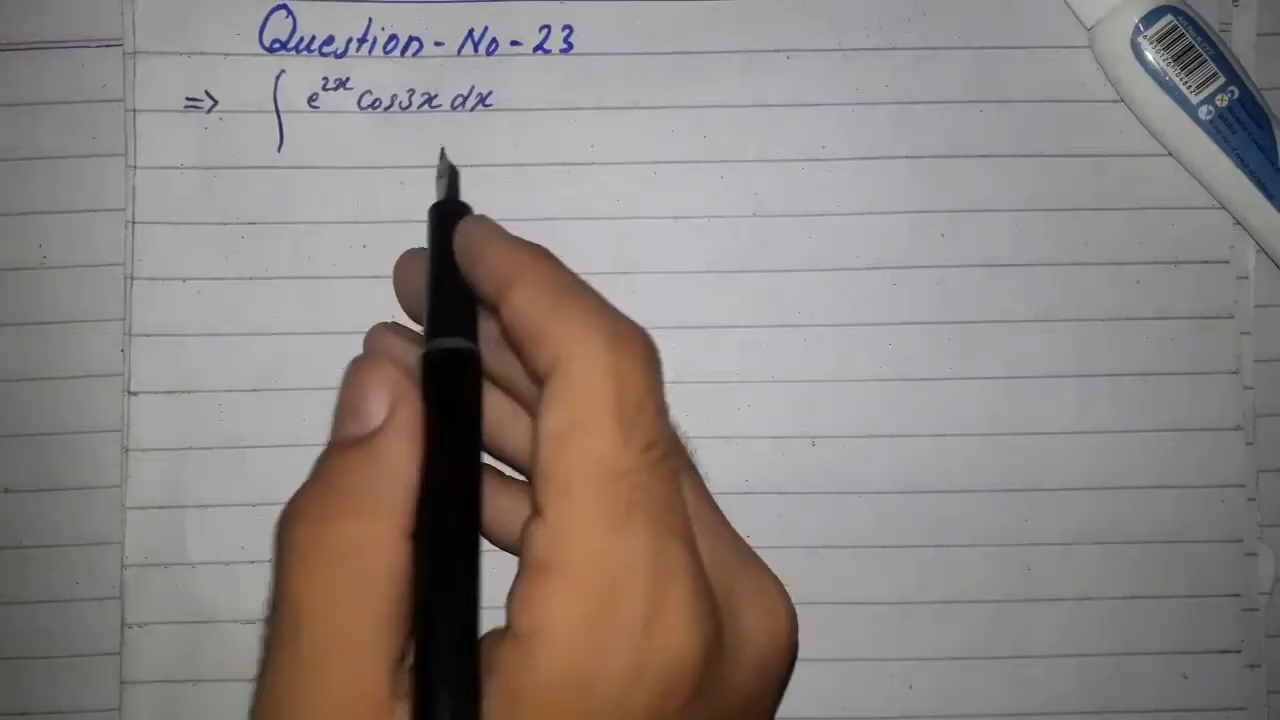 Question-No-23
=> ∫ e^2x Cos3x dx